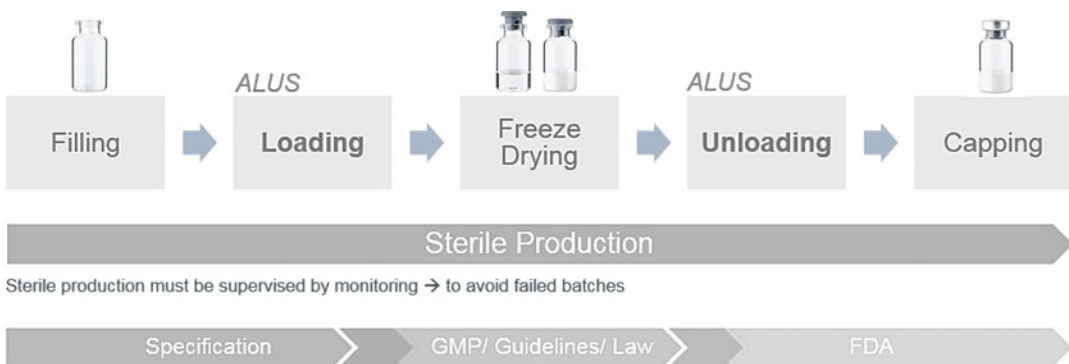 ALUS
ALUS
Filling
Loading
Freeze
Drying
Unloading
Capping
Sterile Production
Sterile production must be supervised by monitoring → to avoid failed batches
Specification
GMP/ Guidelines/ Law
FDA